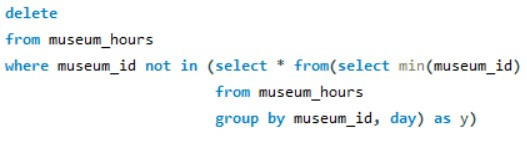 delete
from museum_hours
where museum_id not in (select * from(select min(museum_id)
from museum_hours
group by museum_id, day) as y)